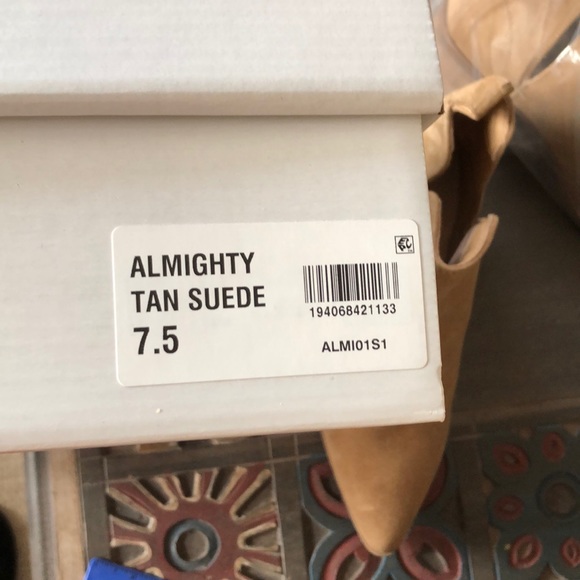 ALMIGHTY
TAN SUEDE
7.5
194068421133
ALMI01S1